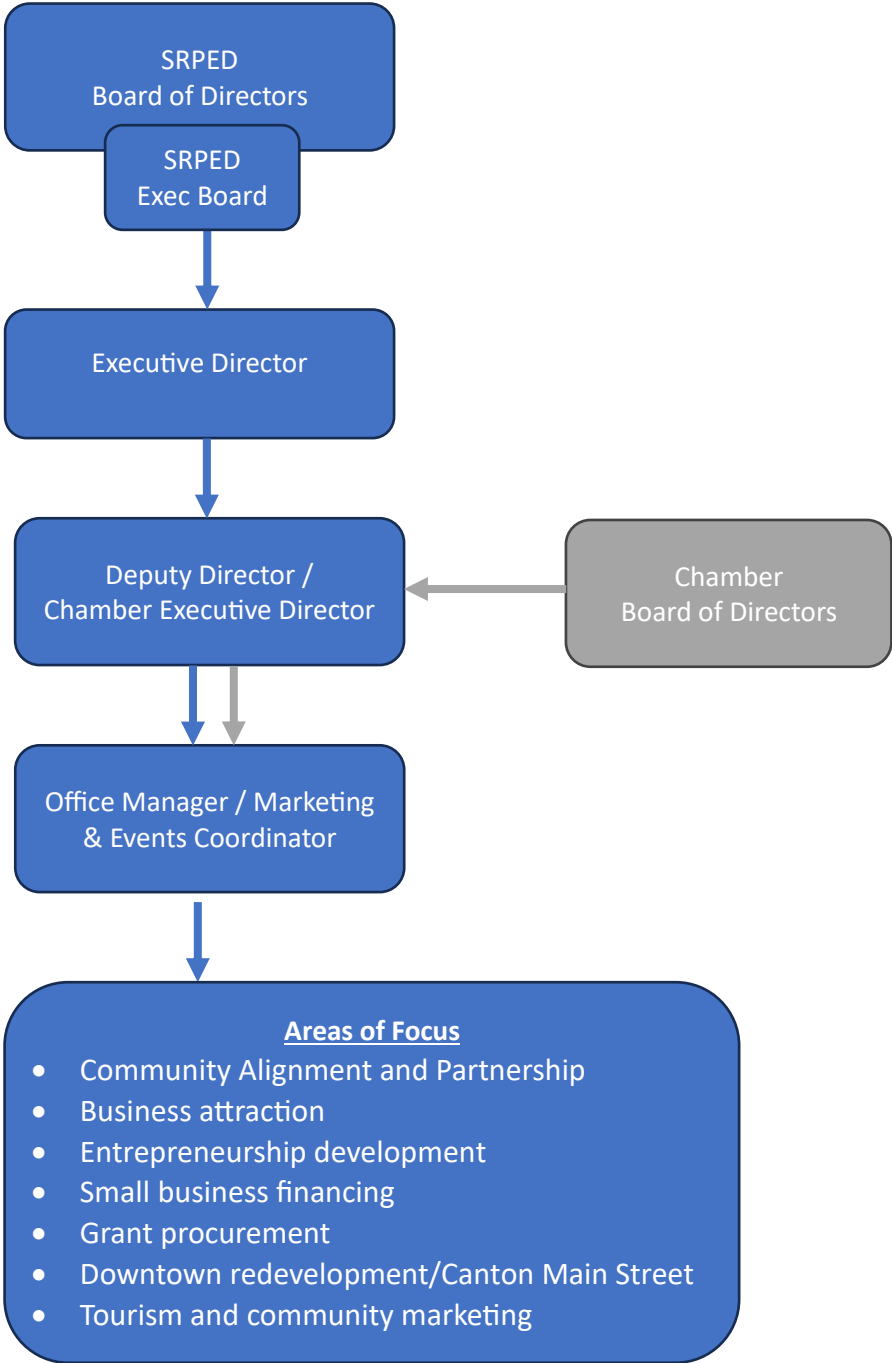 SRPED
Board of Directors
SRPED
Exec Board
Executive Director
Deputy Director /
Chamber Executive Director
Chamber
Board of Directors
Office Manager / Marketing
& Events Coordinator
Areas of Focus
• Community Alignment and Partnership
• Business attraction
• Entrepreneurship development
• Small business financing
• Grant procurement
• Downtown redevelopment/Canton Main Street
• Tourism and community marketing